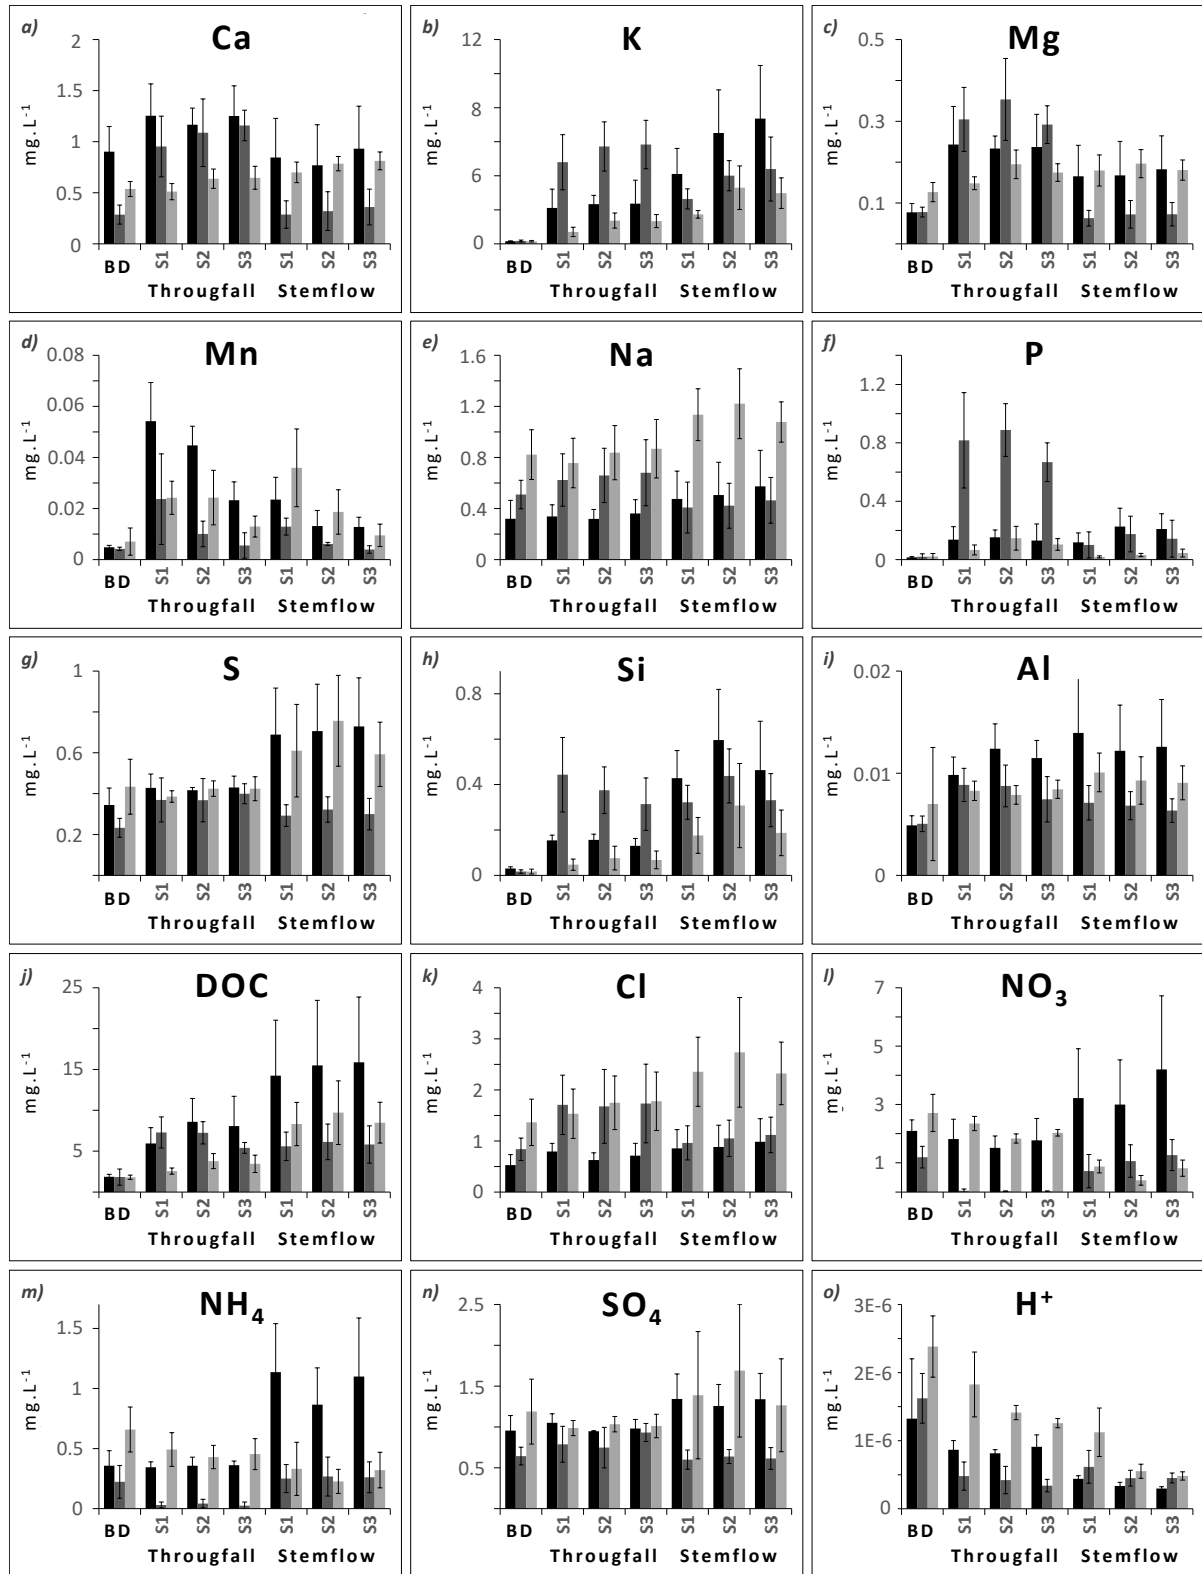 a)
Ca
2
1.5
1
0.5
0
mg.L-1
BD
S1
S2
S3
S1
S2
S3
Througfall
Stemflow
b)
K
12
8
4
0
mg.L-1
BD
S1
S2
S3
S1
S2
S3
Througfall
Stemflow
c)
Mg
0.5
0.3
0.1
mg.L-1
BD
S1
S2
S3
S1
S2
S3
Througfall
Stemflow
d)
Mn
0.08
0.06
0.04
0.02
0
mg.L-1
BD
S1
S2
S3
S1
S2
S3
Througfall
Stemflow
e)
Na
1.6
1.2
0.8
0.4
0
mg.L-1
BD
S1
S2
S3
S1
S2
S3
Througfall
Stemflow
f)
P
1.2
0.8
0.4
0
mg.L-1
BD
S1
S2
S3
S1
S2
S3
Througfall
Stemflow
g)
S
1
0.6
0.2
mg.L-1
BD
S1
S2
S3
S1
S2
S3
Througfall
Stemflow
h)
Si
0.8
0.4
0
mg.L-1
BD
S1
S2
S3
S1
S2
S3
Througfall
Stemflow
i)
Al
0.02
0.01
0
mg.L-1
BD
S1
S2
S3
S1
S2
S3
Througfall
Stemflow
j)
DOC
25
15
5
mg.L-1
BD
S1
S2
S3
S1
S2
S3
Througfall
Stemflow
k)
Cl
4
3
2
1
0
mg.L-1
BD
S1
S2
S3
S1
S2
S3
Througfall
Stemflow
l)
NO3
7
5
3
1
mg.L-1
BD
S1
S2
S3
S1
S2
S3
Througfall
Stemflow
m)
NH4
1.5
1
0.5
0
mg.L-1
BD
S1
S2
S3
S1
S2
S3
Througfall
Stemflow
n)
SO4
2.5
1.5
0.5
mg.L-1
BD
S1
S2
S3
S1
S2
S3
Througfall
Stemflow
o)
H+
3E-6
2E-6
1E-6
0
mg.L-1
BD
S1
S2
S3
S1
S2
S3
Througfall
Stemflow